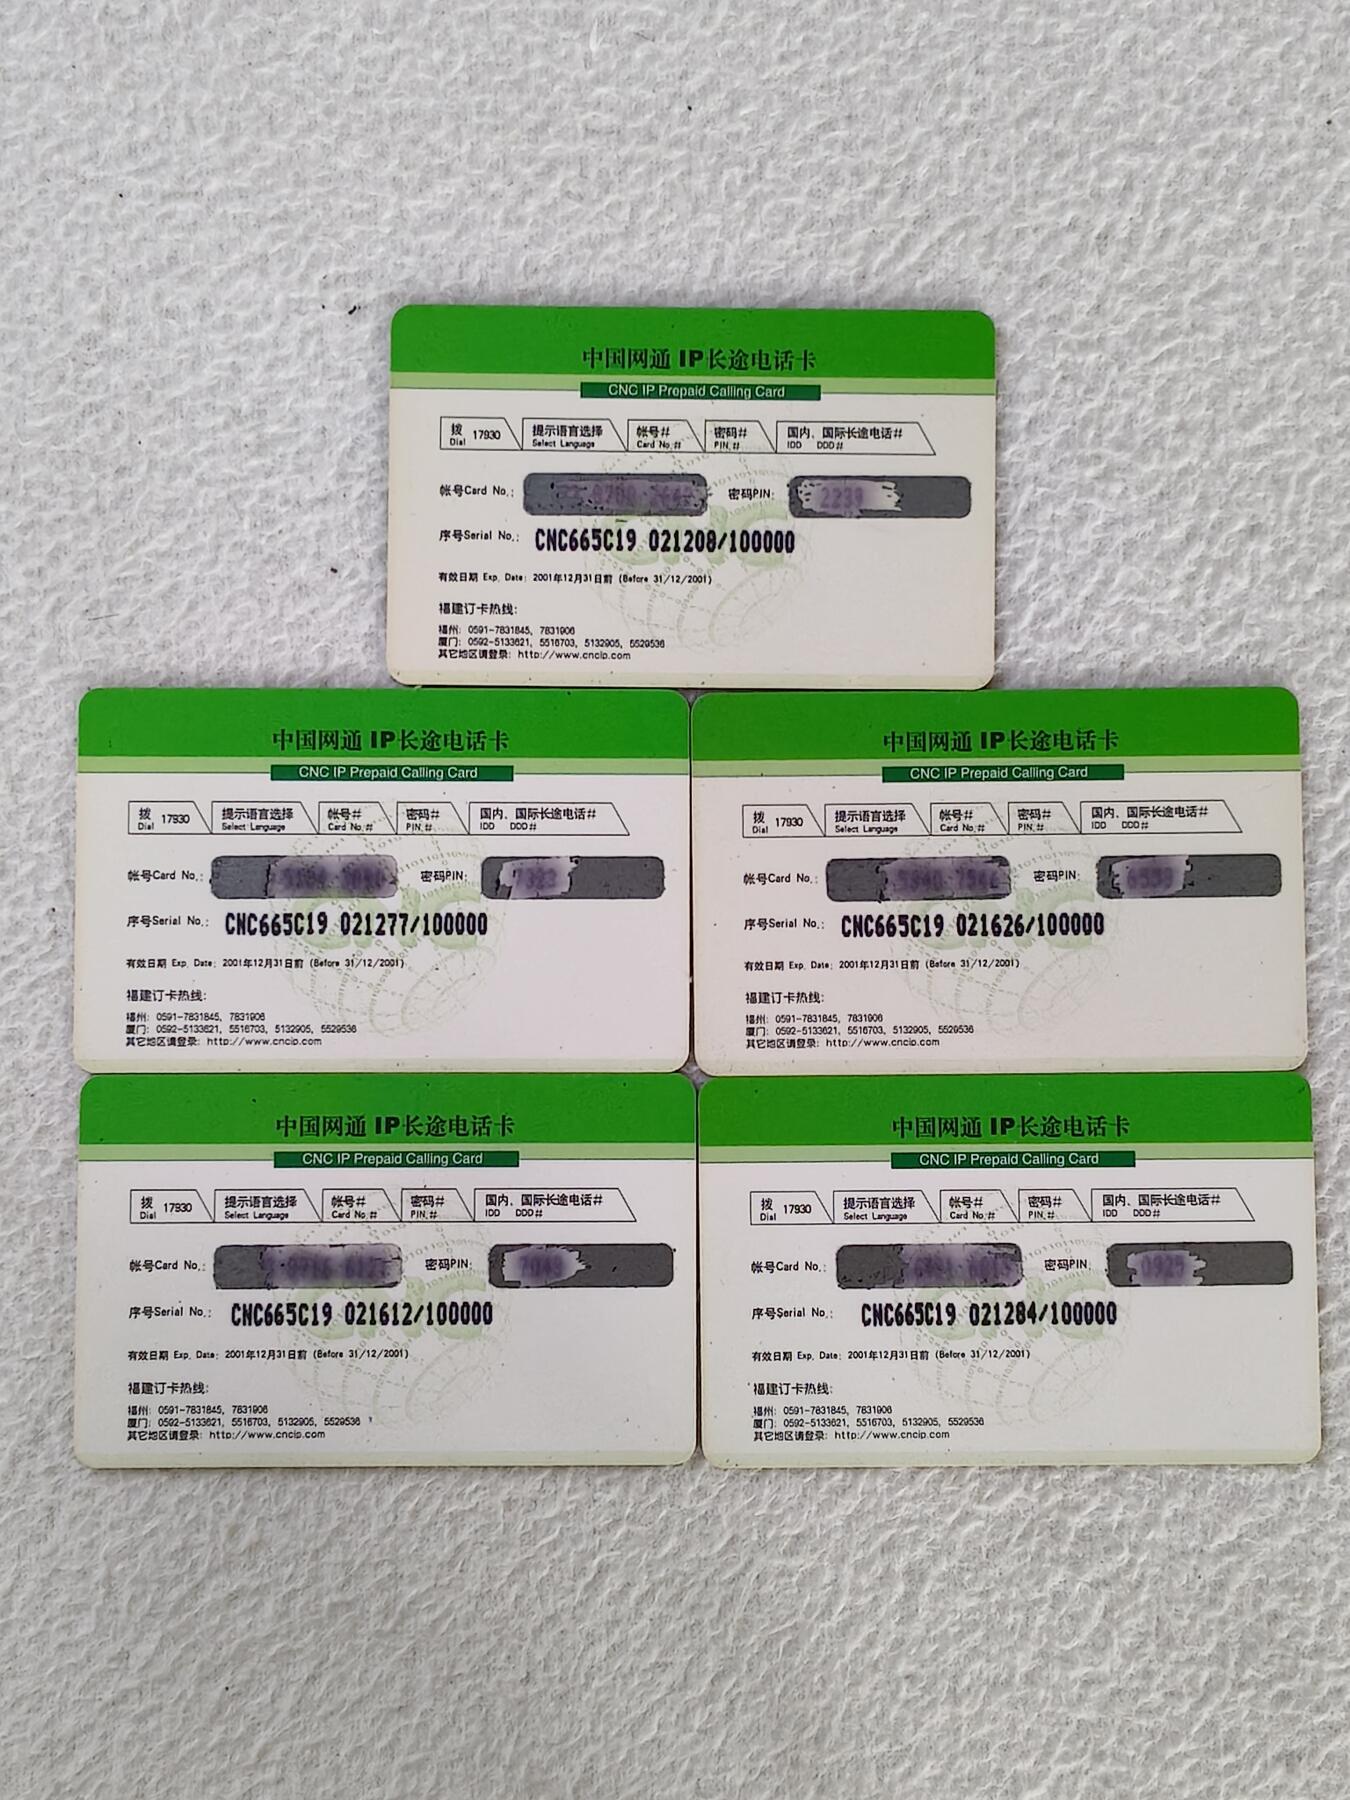 中国网通 IP长途电话卡
CNC IP Prepaid Calling Card
拨 17930 提示语言选择 帐号# 密码# 国内、国际长途电话#
Dial Select Language Card No.# PIN.# IDD DDD#
帐号Card No.: 密码PIN: 2239
序号Serial No.: CNC665C19 021208/100000
有效日期 Exp. Date: 2001年12月31日前 (Before 31/12/2001)
福建订卡热线:
福州: 0591-7831845, 7831906
厦门: 0592-5133621, 5516703, 5132905, 5529536
其它地区请登录: http://www.cncip.com
中国网通 IP长途电话卡
CNC IP Prepaid Calling Card
拨 17930 提示语言选择 帐号# 密码# 国内、国际长途电话#
Dial Select Language Card No.# PIN.# IDD DDD#
帐号Card No.: 密码PIN:
序号Serial No.: CNC665C19 021277/100000
有效日期 Exp. Date: 2001年12月31日前 (Before 31/12/2001)
福建订卡热线:
福州: 0591-7831845, 7831906
厦门: 0592-5133621, 5516703, 5132905, 5529536
其它地区请登录: http://www.cncip.com
中国网通 IP长途电话卡
CNC IP Prepaid Calling Card
拨 17930 提示语言选择 帐号# 密码# 国内、国际长途电话#
Dial Select Language Card No.# PIN.# IDD DDD#
帐号Card No.: 密码PIN:
序号Serial No.: CNC665C19 021626/100000
有效日期 Exp. Date: 2001年12月31日前 (Before 31/12/2001)
福建订卡热线:
福州: 0591-7831845, 7831906
厦门: 0592-5133621, 5516703, 5132905, 5529536
其它地区请登录: http://www.cncip.com
中国网通 IP长途电话卡
CNC IP Prepaid Calling Card
拨 17930 提示语言选择 帐号# 密码# 国内、国际长途电话#
Dial Select Language Card No.# PIN.# IDD DDD#
帐号Card No.: 密码PIN:
序号Serial No.: CNC665C19 021612/100000
有效日期 Exp. Date: 2001年12月31日前 (Before 31/12/2001)
福建订卡热线:
福州: 0591-7831845, 7831906
厦门: 0592-5133621, 5516703, 5132905, 5529536
其它地区请登录: http://www.cncip.com
中国网通 IP长途电话卡
CNC IP Prepaid Calling Card
拨 17930 提示语言选择 帐号# 密码# 国内、国际长途电话#
Dial Select Language Card No.# PIN.# IDD DDD#
帐号Card No.: 密码PIN:
序号Serial No.: CNC665C19 021284/100000
有效日期 Exp. Date: 2001年12月31日前 (Before 31/12/2001)
福建订卡热线:
福州: 0591-7831845, 7831906
厦门: 0592-5133621, 5516703, 5132905, 5529536
其它地区请登录: http://www.cncip.com